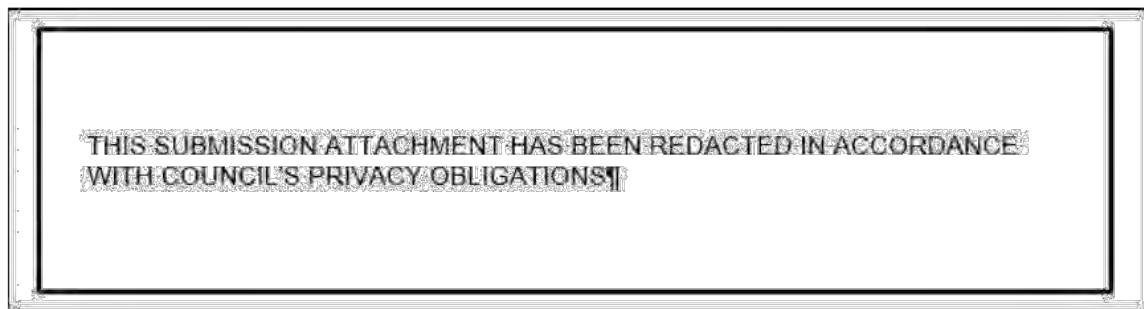 THIS SUBMISSION ATTACHMENT HAS BEEN REDACTED IN ACCORDANCE
WITH COUNCIL'S PRIVACY OBLIGATIONS¶